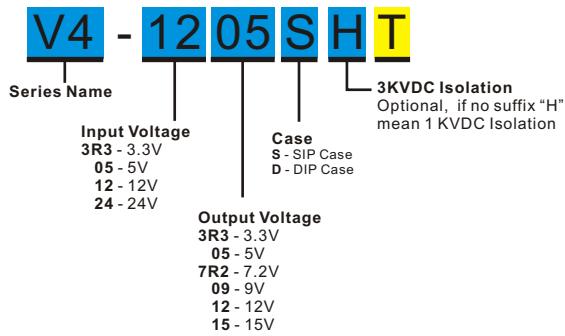 V4 - 12 05 S H T
Series Name
Input Voltage
3R3 - 3.3V
05 - 5V
12 - 12V
24 - 24V
Output Voltage
3R3 - 3.3V
05 - 5V
7R2 - 7.2V
09 - 9V
12 - 12V
15 - 15V
Case
S - SIP Case
D - DIP Case
3KVDC Isolation
Optional, if no suffix "H"
mean 1 KVDC Isolation